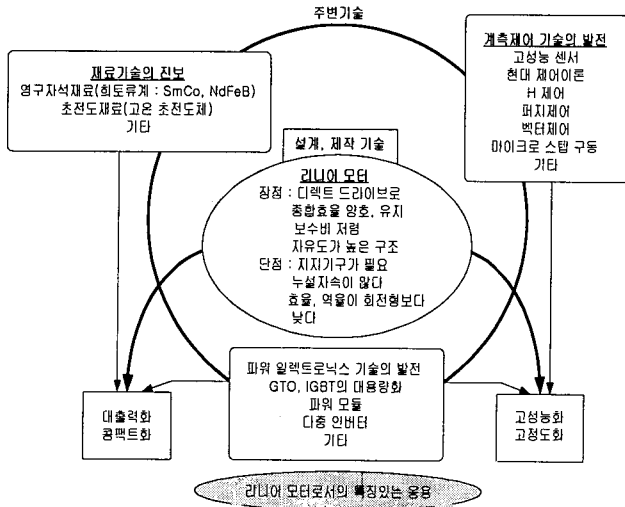 주변기술
재료기술의 진보
영구자석재료(희토류계 : SmCo, NdFeB)
초전도재료(고온 초전도체)
기타
계측제어 기술의 발전
고성능 센서
현대 제어이론
H 제어
퍼지제어
벡터제어
마이크로 스텝 구동
기타
설계, 제작 기술
리니어 모터
장점 : 디렉트 드라이브로
종합효율 양호, 유지
보수비 저렴
자유도가 높은 구조
단점 : 지지기구가 필요
누설자속이 많다
효율, 역율이 회전형보다
낮다
파워 일렉트로닉스 기술의 발전
GTO, IGBT의 대용량화
파워 모듈
다중 인버터
기타
대출력화
콤팩트화
고성능화
고정도화
리니어 모터로서의 특징있는 응용